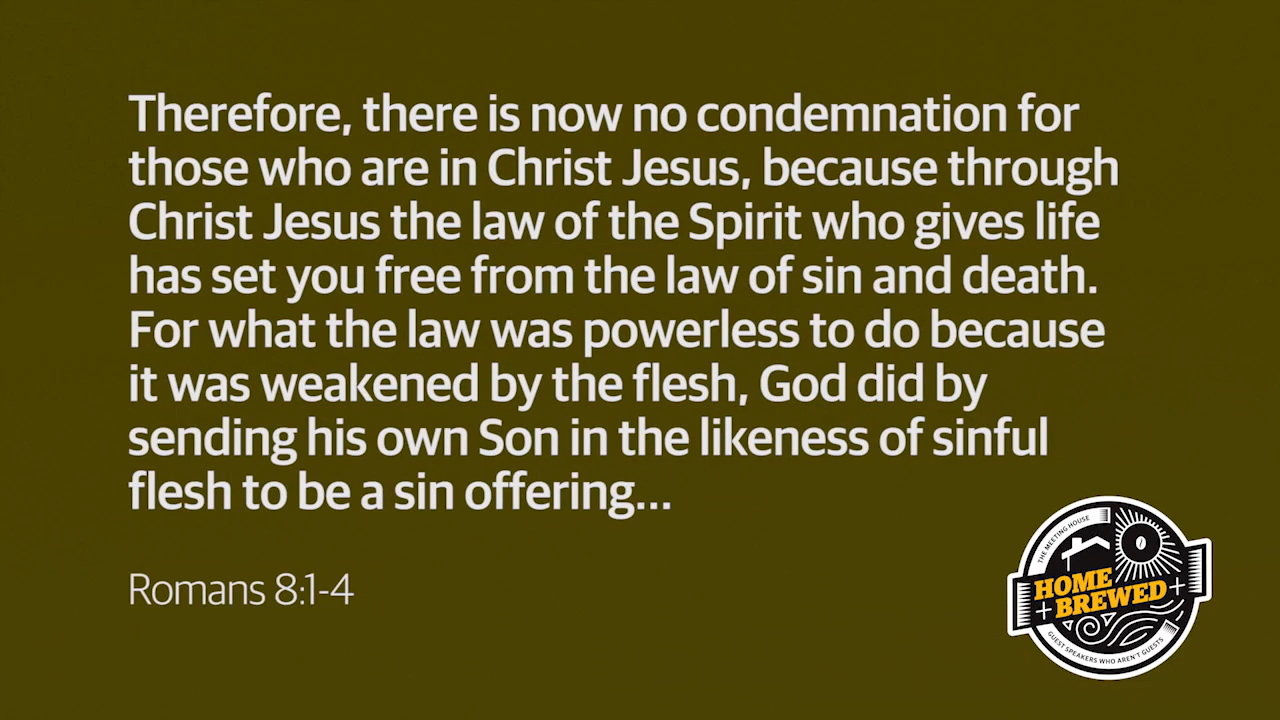 Therefore, there is now no condemnation for
those who are in Christ Jesus, because through
Christ Jesus the law of the Spirit who gives life
has set you free from the law of sin and death.
For what the law was powerless to do because
it was weakened by the flesh, God did by
sending his own Son in the likeness of sinful
flesh to be a sin offering...
Romans 8:1-4
THE MEETING HOUSE
HOME
BREWED
GUEST SPEAKERS WHO AREN'T GUESTS